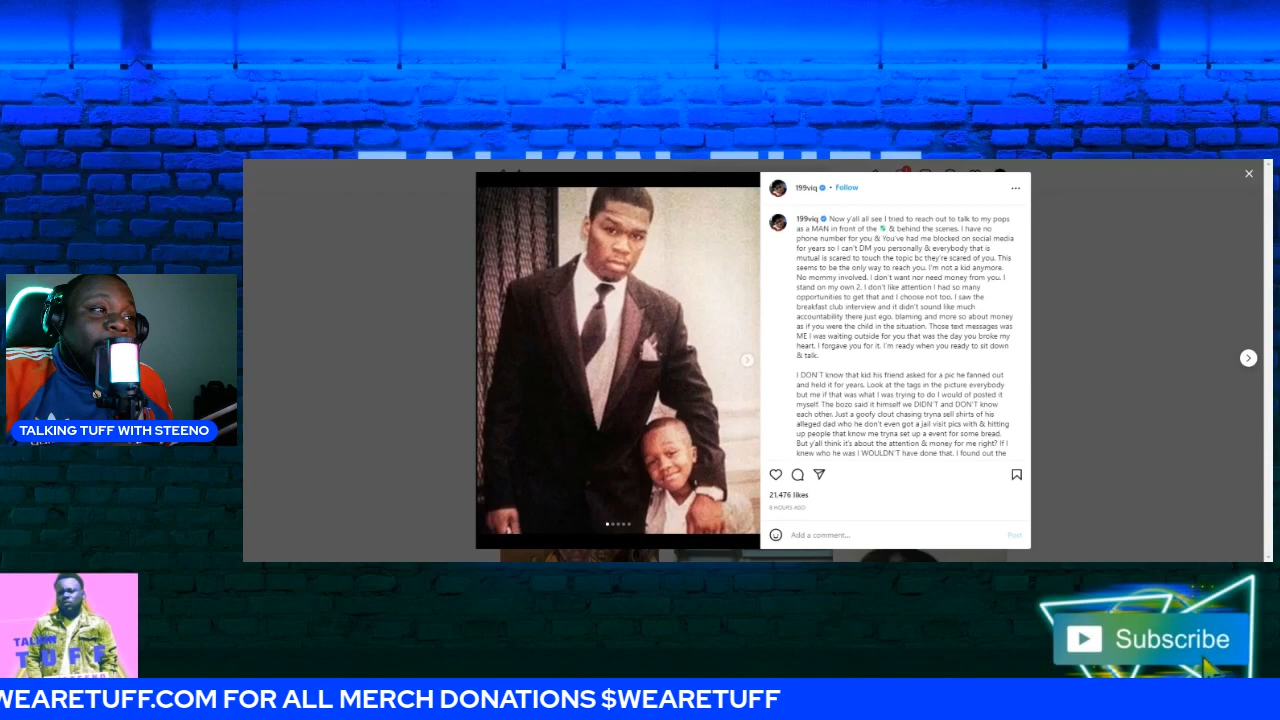 199viq • Follow
199viq Now y'all all see I tried to reach out to talk to my pops
as a MAN in front of the & behind the scenes. I have no
phone number for you & You've had me blocked on social media
for years so I can't DM you personally & everybody that is
mutual is scared to touch the topic bc they're scared of you. This
seems to be the only way to reach you. I'm not a kid anymore.
No mommy involved. I don't want nor need money from you. I
stand on my own 2. I don't like attention I had so many
opportunities to get that and I choose not too. I saw the
breakfast club interview and it didn't sound like much
accountability there just ego. blaming and more so about money
as if you were the child in the situation. Those text messages was
ME I was waiting outside for you that was the day you broke my
heart. I forgave you for it. I'm ready when you ready to sit down
& talk.
I DON'T know that kid his friend asked for a pic he fanned out
and held it for years. Look at the tags in the picture everybody
but me if that was what I was trying to do I would of posted it
myself. The bozo said it himself we DIDN'T and DON'T know
each other. Just a goofy clout chasing tryna sell shirts of his
alleged dad who he don't even got a jail visit pics with & hitting
up people that know me tryna set up a event for some bread.
But y'all think it's about the attention & money for me right? If I
knew who he was I WOULDN'T have done that. I found out the
21,476 likes
8 HOURS AGO
Add a comment...
Post
TALKING TUFF WITH STEENO
TALKIN
TUFF
Subscribe
WEARETUFF.COM FOR ALL MERCH DONATIONS $WEARETUFF